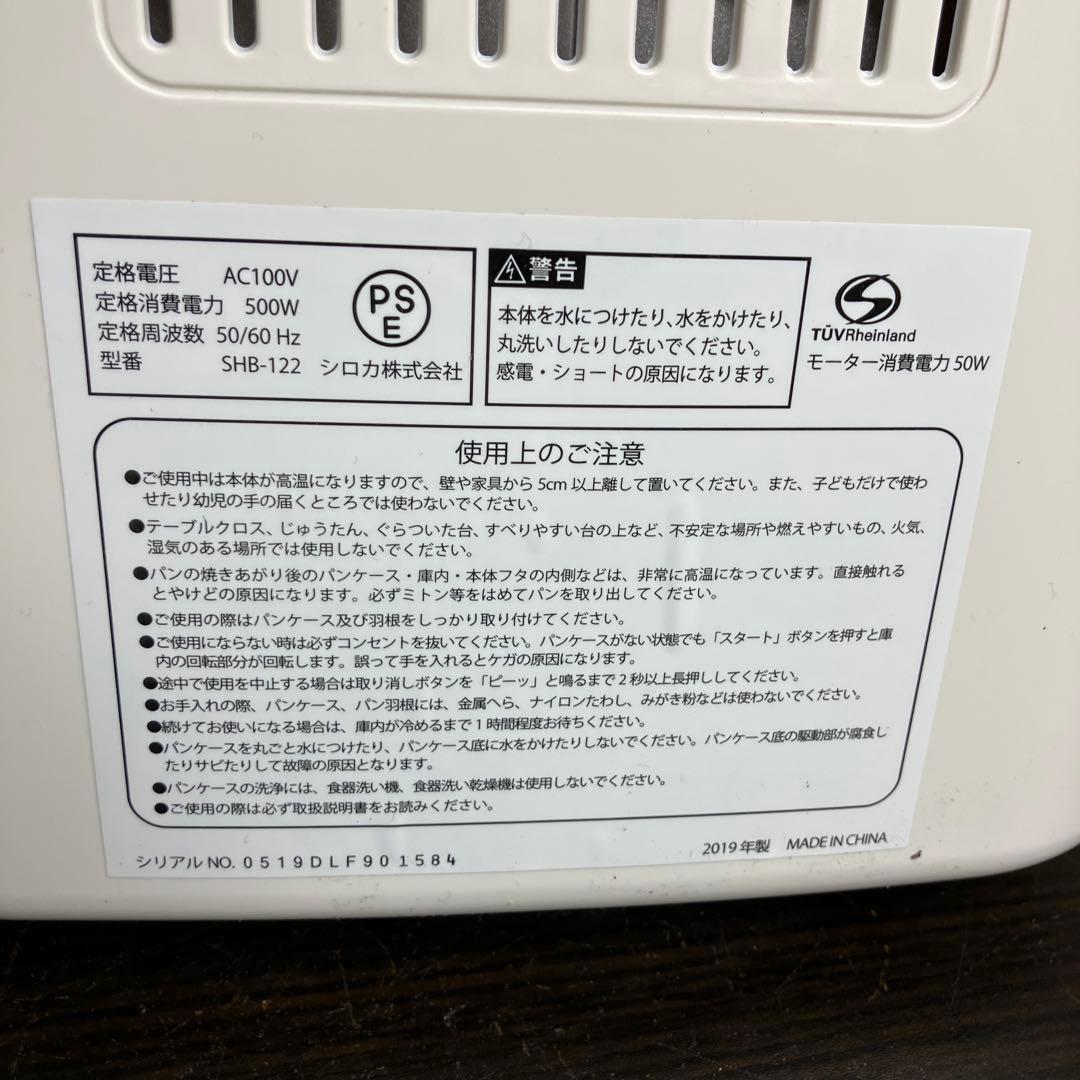 定格電圧 AC100V
定格消費電力 500W
定格周波数 50/60 Hz
型番 SHB-122
PSE
シロカ株式会社
警告
本体を水につけたり、水をかけたり、
丸洗いしたりしないでください。
感電・ショートの原因になります。
TÜVRheinland
モーター消費電力 50W
使用上のご注意
●ご使用中は本体が高温になりますので、壁や家具から 5cm 以上離して置いてください。また、子どもだけで使わ
せたり幼児の手の届くところでは使わないでください。
●テーブルクロス、じゅうたん、ぐらついた台、すべりやすい台の上など、不安定な場所や燃えやすいもの、火気、
湿気のある場所では使用しないでください。
●パンの焼きあがり後のパンケース・庫内・本体フタの内側などは、非常に高温になっています。直接触れる
とやけどの原因になります。必ずミトン等をはめてパンを取り出してください。
●ご使用の際はパンケース及び羽根をしっかり取り付けてください。
●ご使用にならない時は必ずコンセントを抜いてください。パンケースがない状態でも「スタート」ボタンを押すと庫
内の回転部分が回転します。誤って手を入れるとケガの原因になります。
●途中で使用を中止する場合は取り消しボタンを「ピーッ」と鳴るまで 2 秒以上長押ししてください。
●お手入れの際、パンケース、パン羽根には、金属へら、ナイロンたわし、みがき粉などは使わないでください。
●続けてお使いになる場合は、庫内が冷めるまで 1 時間程度お待ちください。
●パンケースを丸ごと水につけたり、パンケース底に水をかけたりしないでください。パンケース底の駆動部が腐食し
たりサビたりして故障の原因となります。
●パンケースの洗浄には、食器洗い機、食器洗い乾燥機は使用しないでください。
●ご使用の際は必ず取扱説明書をお読みください。
シリアル NO. 0519DLF901584
2019 年製 MADE IN CHINA